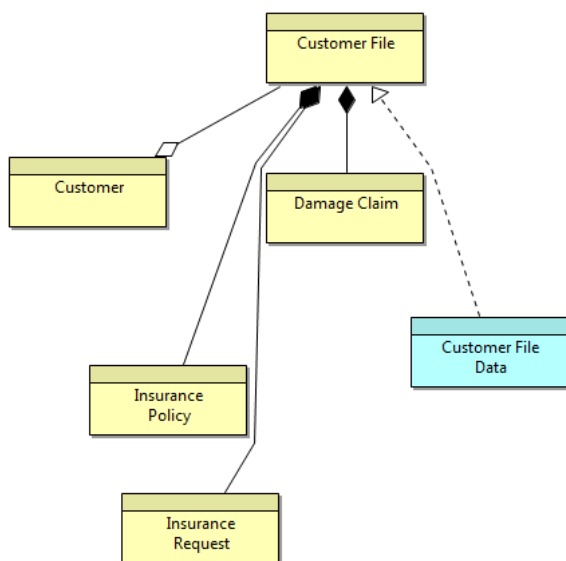 Customer File
Customer
Damage Claim
Customer File
Data
Insurance
Policy
Insurance
Request